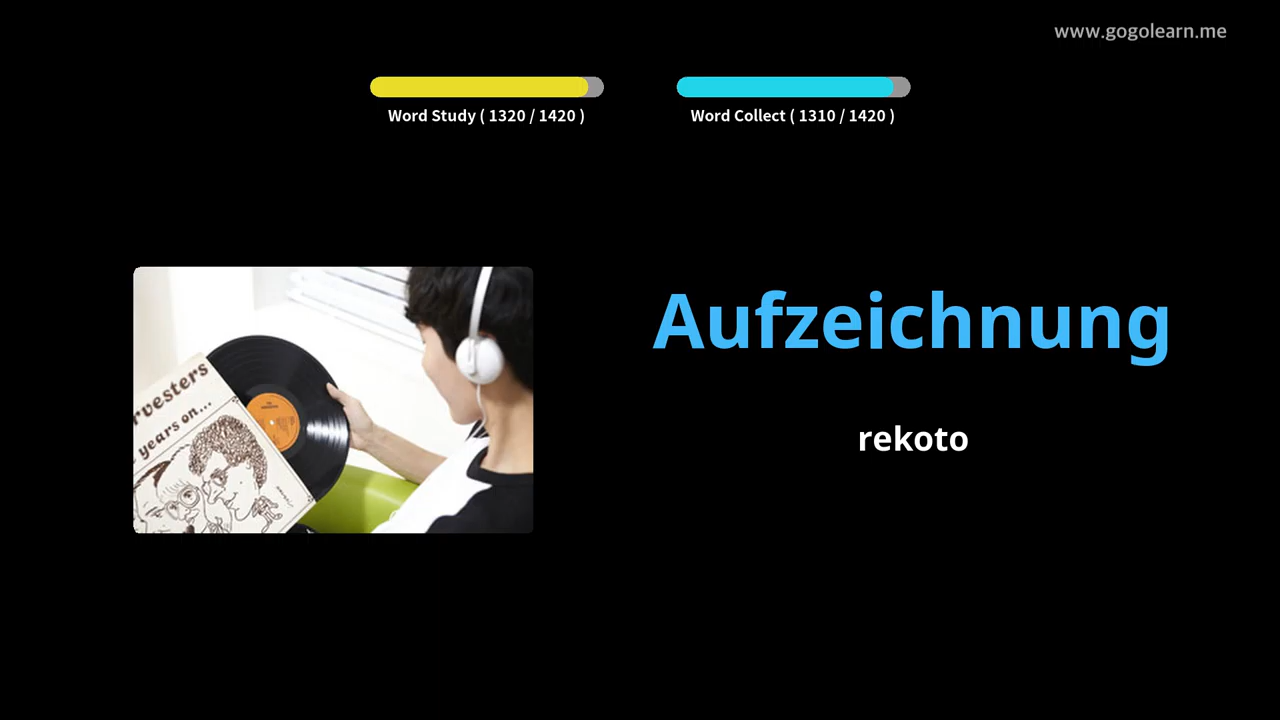 www.gogolearn.me
Word Study ( 1320 / 1420 )
Word Collect ( 1310 / 1420 )
Aufzeichnung
rekoto
rvesters
years on...